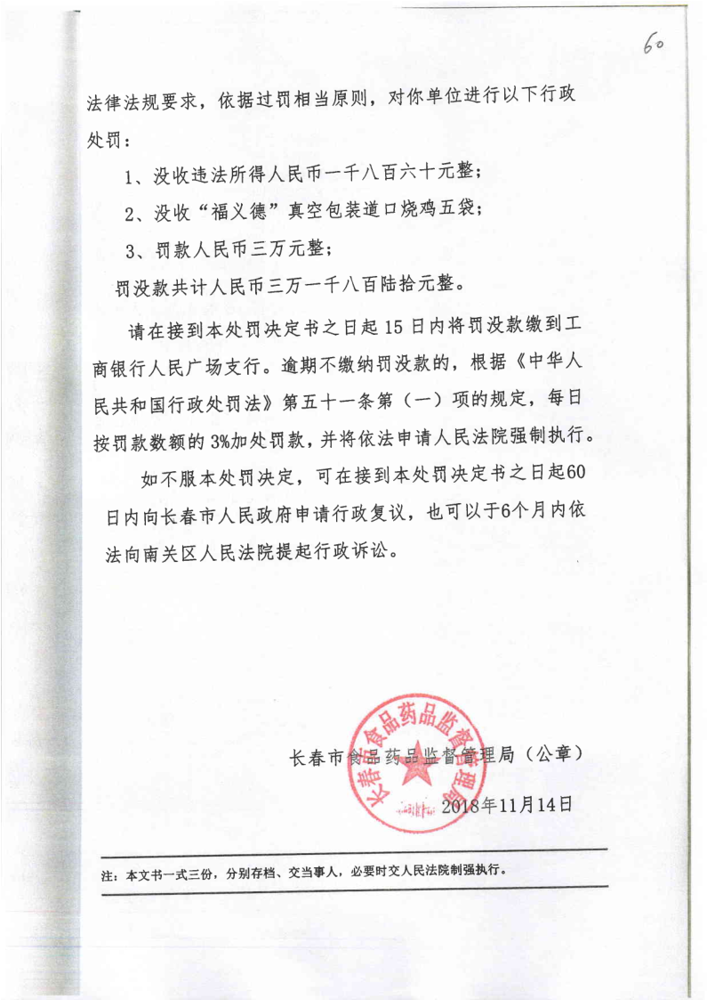 60
法律法规要求，依据过罚相当原则，对你单位进行以下行政
处罚：
1、没收违法所得人民币一千八百六十元整；
2、没收“福义德”真空包装道口烧鸡五袋；
3、罚款人民币三万元整；
罚没款共计人民币三万一千八百陆拾元整。
请在接到本处罚决定书之日起 15 日内将罚没款缴到工
商银行人民广场支行。逾期不缴纳罚没款的，根据《中华人
民共和国行政处罚法》第五十一条第（一）项的规定，每日
按罚款数额的 3%加处罚款，并将依法申请人民法院强制执行。
如不服本处罚决定，可在接到本处罚决定书之日起60
日内向长春市人民政府申请行政复议，也可以于6个月内依
法向南关区人民法院提起行政诉讼。
长春市食品药品监督管理局
长春市食品药品监督管理局（公章）
2018年11月14日
注：本文书一式三份，分别存档、交当事人，必要时交人民法院制强执行。